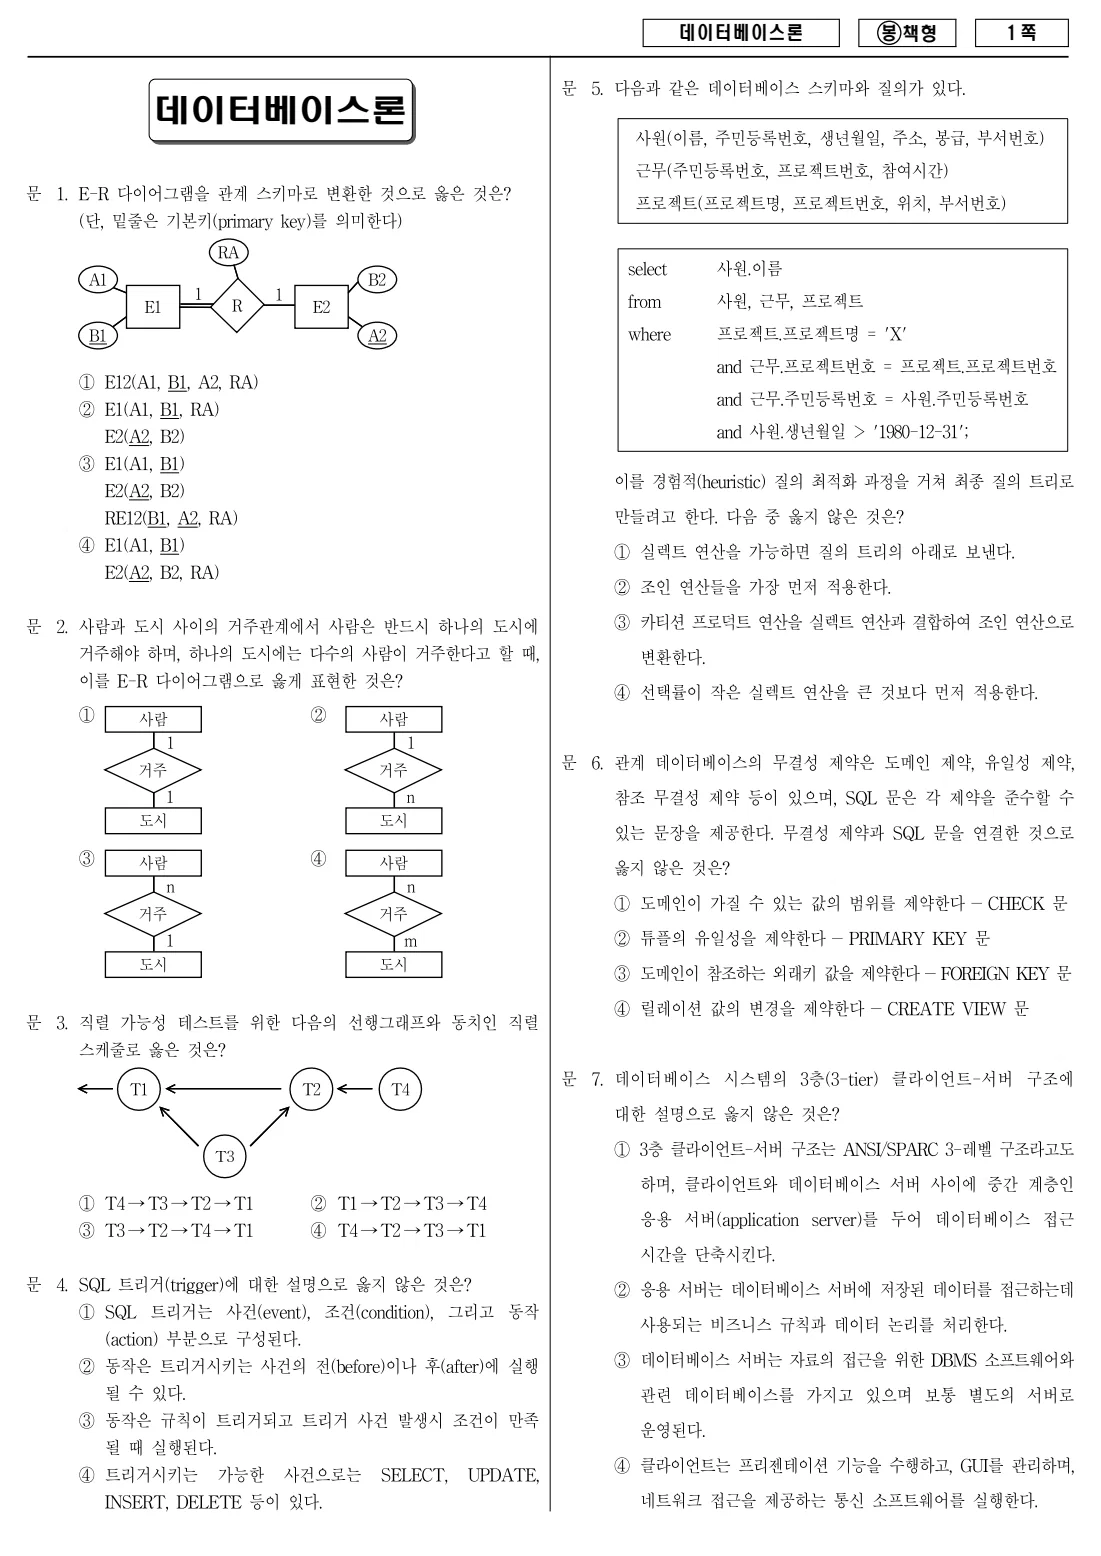 데이터베이스론 봉책형 1쪽
데이터베이스론
문 1. E-R 다이어그램을 관계 스키마로 변환한 것으로 옳은 것은?
(단, 밑줄은 기본키(primary key)를 의미한다)
RA
A1 B2
E1 1 R 1 E2
B1 A2
① E12(A1, B1, A2, RA)
② E1(A1, B1, RA)
E2(A2, B2)
③ E1(A1, B1)
E2(A2, B2)
RE12(B1, A2, RA)
④ E1(A1, B1)
E2(A2, B2, RA)
문 2. 사람과 도시 사이의 거주관계에서 사람은 반드시 하나의 도시에
거주해야 하며, 하나의 도시에는 다수의 사람이 거주한다고 할 때,
이를 E-R 다이어그램으로 옳게 표현한 것은?
① 사람 ② 사람
1 1
거주 거주
1 n
도시 도시
③ 사람 ④ 사람
n n
거주 거주
1 m
도시 도시
문 3. 직렬 가능성 테스트를 위한 다음의 선행그래프와 동치인 직렬
스케줄로 옳은 것은?
T1 T2 T4
T3
① T4→T3→T2→T1 ② T1→T2→T3→T4
③ T3→T2→T4→T1 ④ T4→T2→T3→T1
문 4. SQL 트리거(trigger)에 대한 설명으로 옳지 않은 것은?
① SQL 트리거는 사건(event), 조건(condition), 그리고 동작
(action) 부분으로 구성된다.
② 동작은 트리거시키는 사건의 전(before)이나 후(after)에 실행
될 수 있다.
③ 동작은 규칙이 트리거되고 트리거 사건 발생시 조건이 만족
될 때 실행된다.
④ 트리거시키는 가능한 사건으로는 SELECT, UPDATE,
INSERT, DELETE 등이 있다.
문 5. 다음과 같은 데이터베이스 스키마와 질의가 있다.
사원(이름, 주민등록번호, 생년월일, 주소, 봉급, 부서번호)
근무(주민등록번호, 프로젝트번호, 참여시간)
프로젝트(프로젝트명, 프로젝트번호, 위치, 부서번호)
select 사원.이름
from 사원, 근무, 프로젝트
where 프로젝트.프로젝트명 = 'X'
and 근무.프로젝트번호 = 프로젝트.프로젝트번호
and 근무.주민등록번호 = 사원.주민등록번호
and 사원.생년월일 > '1980-12-31';
이를 경험적(heuristic) 질의 최적화 과정을 거쳐 최종 질의 트리로
만들려고 한다. 다음 중 옳지 않은 것은?
① 실렉트 연산을 가능하면 질의 트리의 아래로 보낸다.
② 조인 연산들을 가장 먼저 적용한다.
③ 카티션 프로덕트 연산을 실렉트 연산과 결합하여 조인 연산으로
변환한다.
④ 선택률이 작은 실렉트 연산을 큰 것보다 먼저 적용한다.
문 6. 관계 데이터베이스의 무결성 제약은 도메인 제약, 유일성 제약,
참조 무결성 제약 등이 있으며, SQL 문은 각 제약을 준수할 수
있는 문장을 제공한다. 무결성 제약과 SQL 문을 연결한 것으로
옳지 않은 것은?
① 도메인이 가질 수 있는 값의 범위를 제약한다 – CHECK 문
② 튜플의 유일성을 제약한다 – PRIMARY KEY 문
③ 도메인이 참조하는 외래키 값을 제약한다 – FOREIGN KEY 문
④ 릴레이션 값의 변경을 제약한다 – CREATE VIEW 문
문 7. 데이터베이스 시스템의 3층(3-tier) 클라이언트-서버 구조에
대한 설명으로 옳지 않은 것은?
① 3층 클라이언트-서버 구조는 ANSI/SPARC 3-레벨 구조라고도
하며, 클라이언트와 데이터베이스 서버 사이에 중간 계층인
응용 서버(application server)를 두어 데이터베이스 접근
시간을 단축시킨다.
② 응용 서버는 데이터베이스 서버에 저장된 데이터를 접근하는데
사용되는 비즈니스 규칙과 데이터 논리를 처리한다.
③ 데이터베이스 서버는 자료의 접근을 위한 DBMS 소프트웨어와
관련 데이터베이스를 가지고 있으며 보통 별도의 서버로
운영된다.
④ 클라이언트는 프리젠테이션 기능을 수행하고, GUI를 관리하며,
네트워크 접근을 제공하는 통신 소프트웨어를 실행한다.